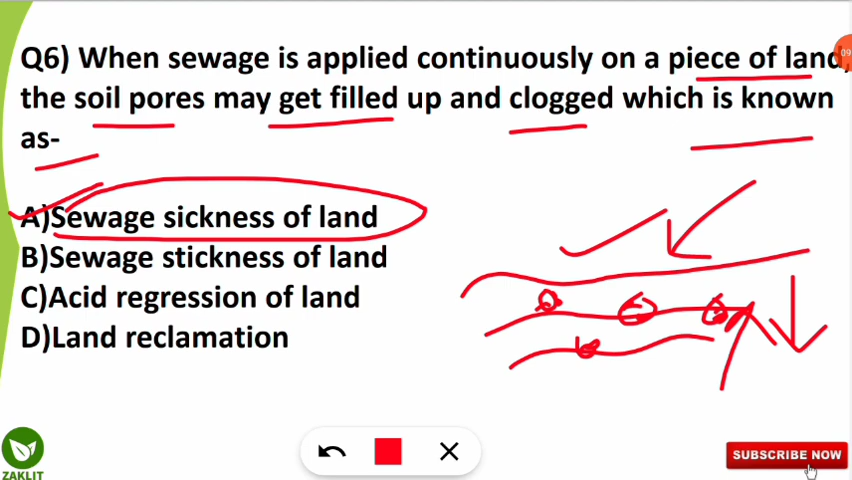 Q6) When sewage is applied continuously on a piece of land,
the soil pores may get filled up and clogged which is known
as-
A)Sewage sickness of land
B)Sewage stickness of land
C)Acid regression of land
D)Land reclamation
ZAKLIT
SUBSCRIBE NOW
09